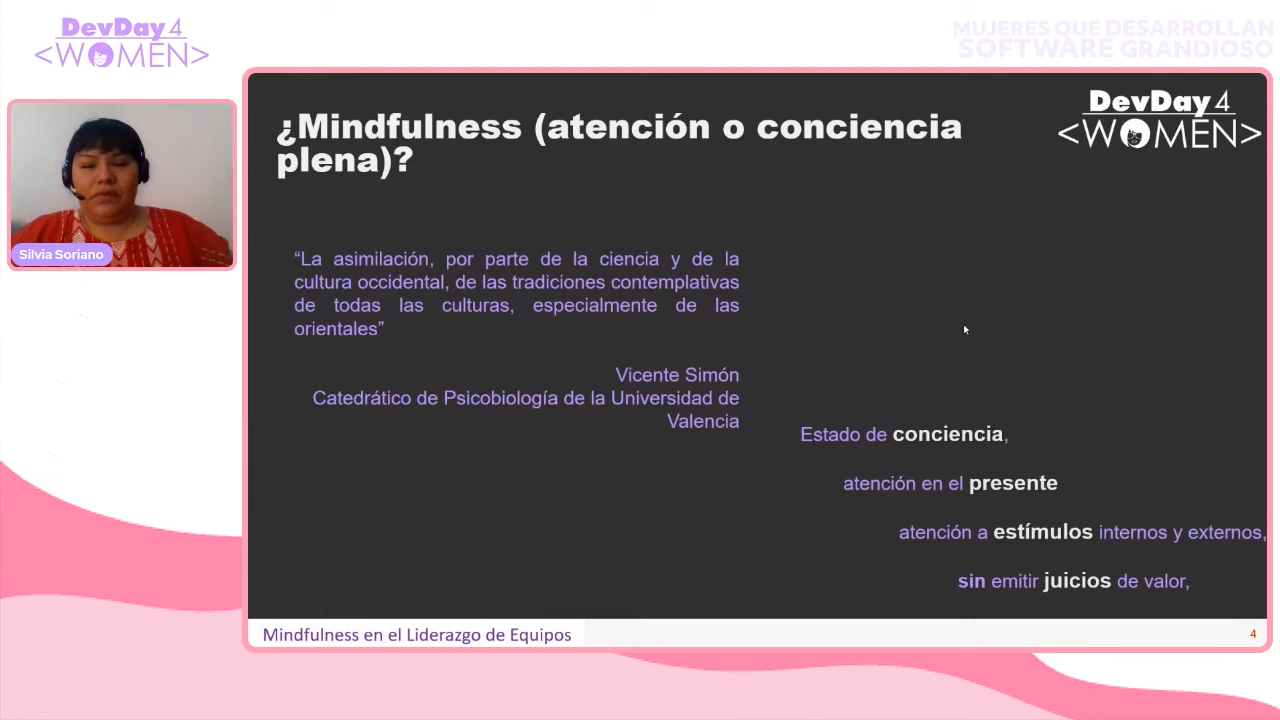 DevDay 4
<WOMEN>
MUJERES QUE DESARROLLAN
SOFTWARE GRANDIOSO
Silvia Soriano
¿Mindfulness (atención o conciencia
plena)?
DevDay 4
<WOMEN>
“La asimilación, por parte de la ciencia y de la
cultura occidental, de las tradiciones contemplativas
de todas las culturas, especialmente de las
orientales”
Vicente Simón
Catedrático de Psicobiología de la Universidad de
Valencia
Estado de conciencia,
atención en el presente
atención a estímulos internos y externos,
sin emitir juicios de valor,
Mindfulness en el Liderazgo de Equipos
4